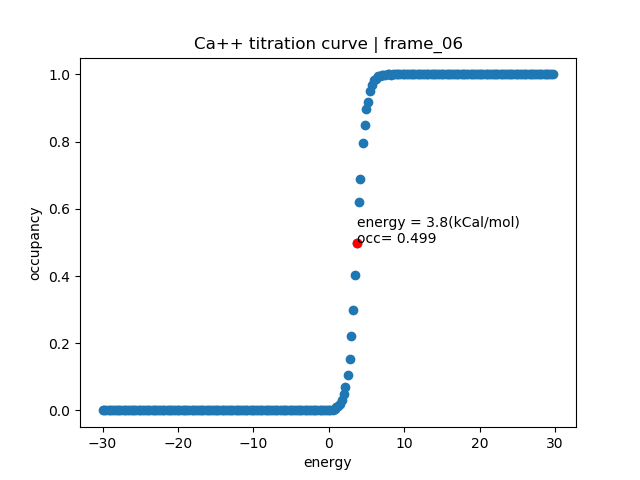 Ca++ titration curve | frame_06
occupancy
1.0
0.8
0.6
0.4
0.2
0.0
energy = 3.8(kCal/mol)
occ= 0.499
−30 −20 −10 0 10 20 30
energy